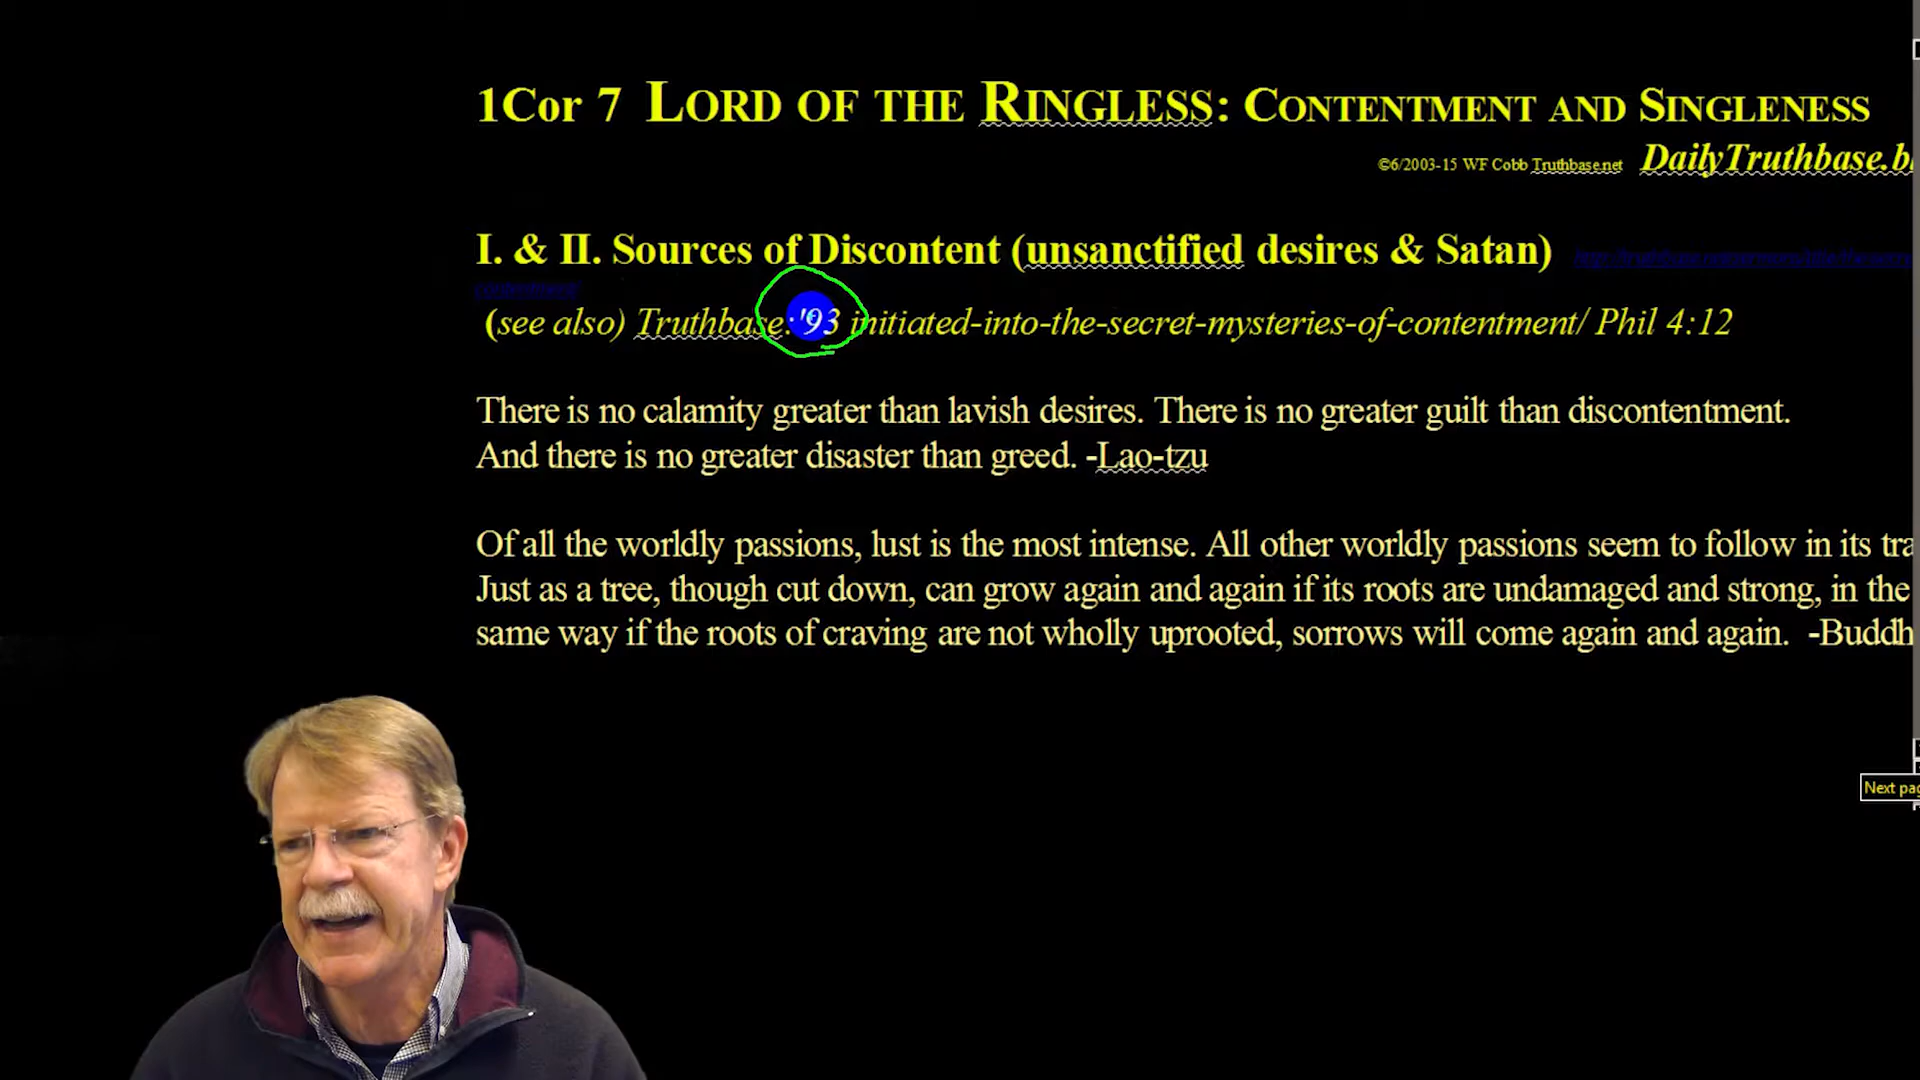 1Cor 7 LORD OF THE RINGLESS: CONTENTMENT AND SINGLENESS
©6/2003-15 WF Cobb Truthbase.net DailyTruthbase.bl
I. & II. Sources of Discontent (unsanctified desires & Satan)
contentment/
(see also) Truthbase:'93 initiated-into-the-secret-mysteries-of-contentment/ Phil 4:12
There is no calamity greater than lavish desires. There is no greater guilt than discontentment.
And there is no greater disaster than greed. -Lao-tzu
Of all the worldly passions, lust is the most intense. All other worldly passions seem to follow in its tra
Just as a tree, though cut down, can grow again and again if its roots are undamaged and strong, in the
same way if the roots of craving are not wholly uprooted, sorrows will come again and again. -Buddh
Next pag